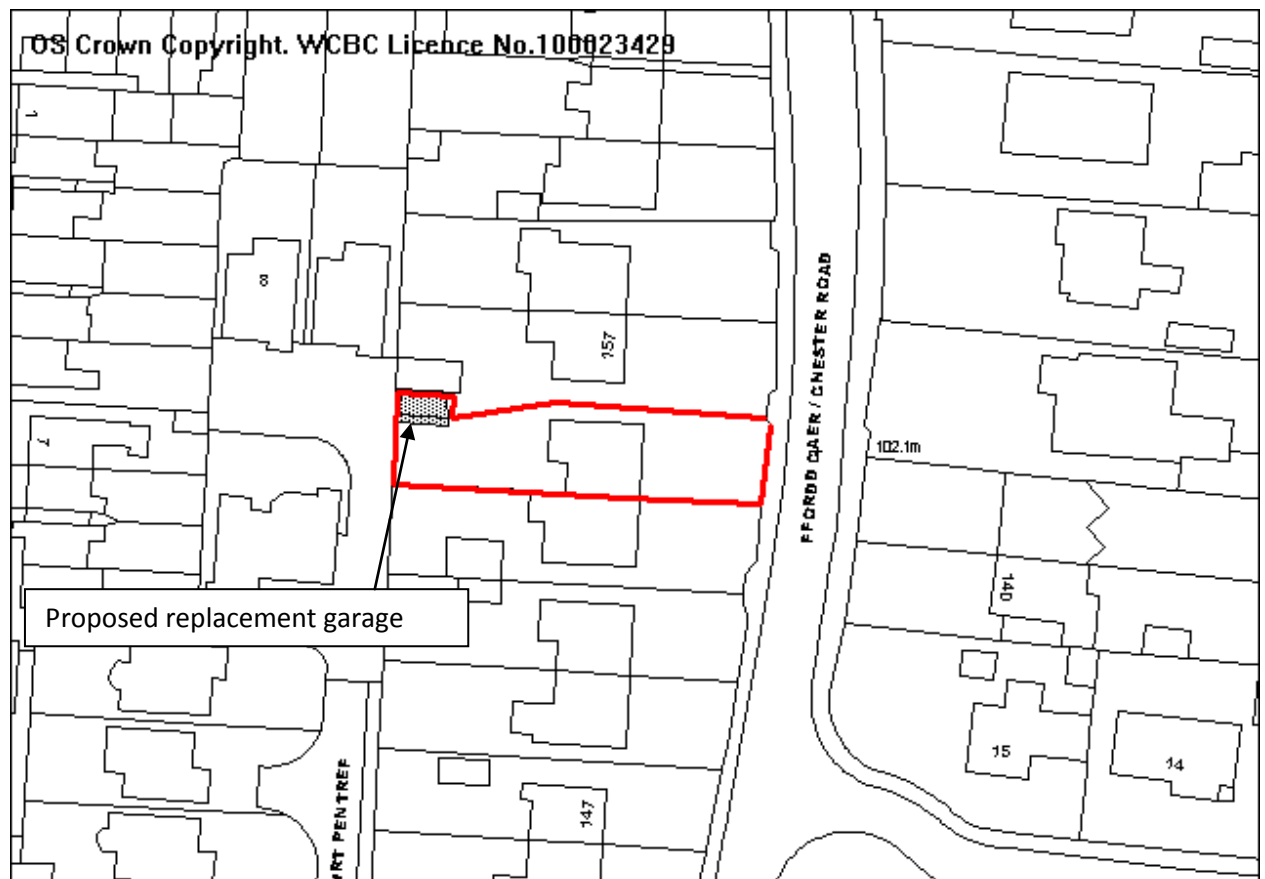 OS Crown Copyright. WCBC Licence No.100023429
1
8
157
FFORDD CAER / CHESTER ROAD
102.1m
7
140
Proposed replacement garage
15
14
147
RT PENTREF